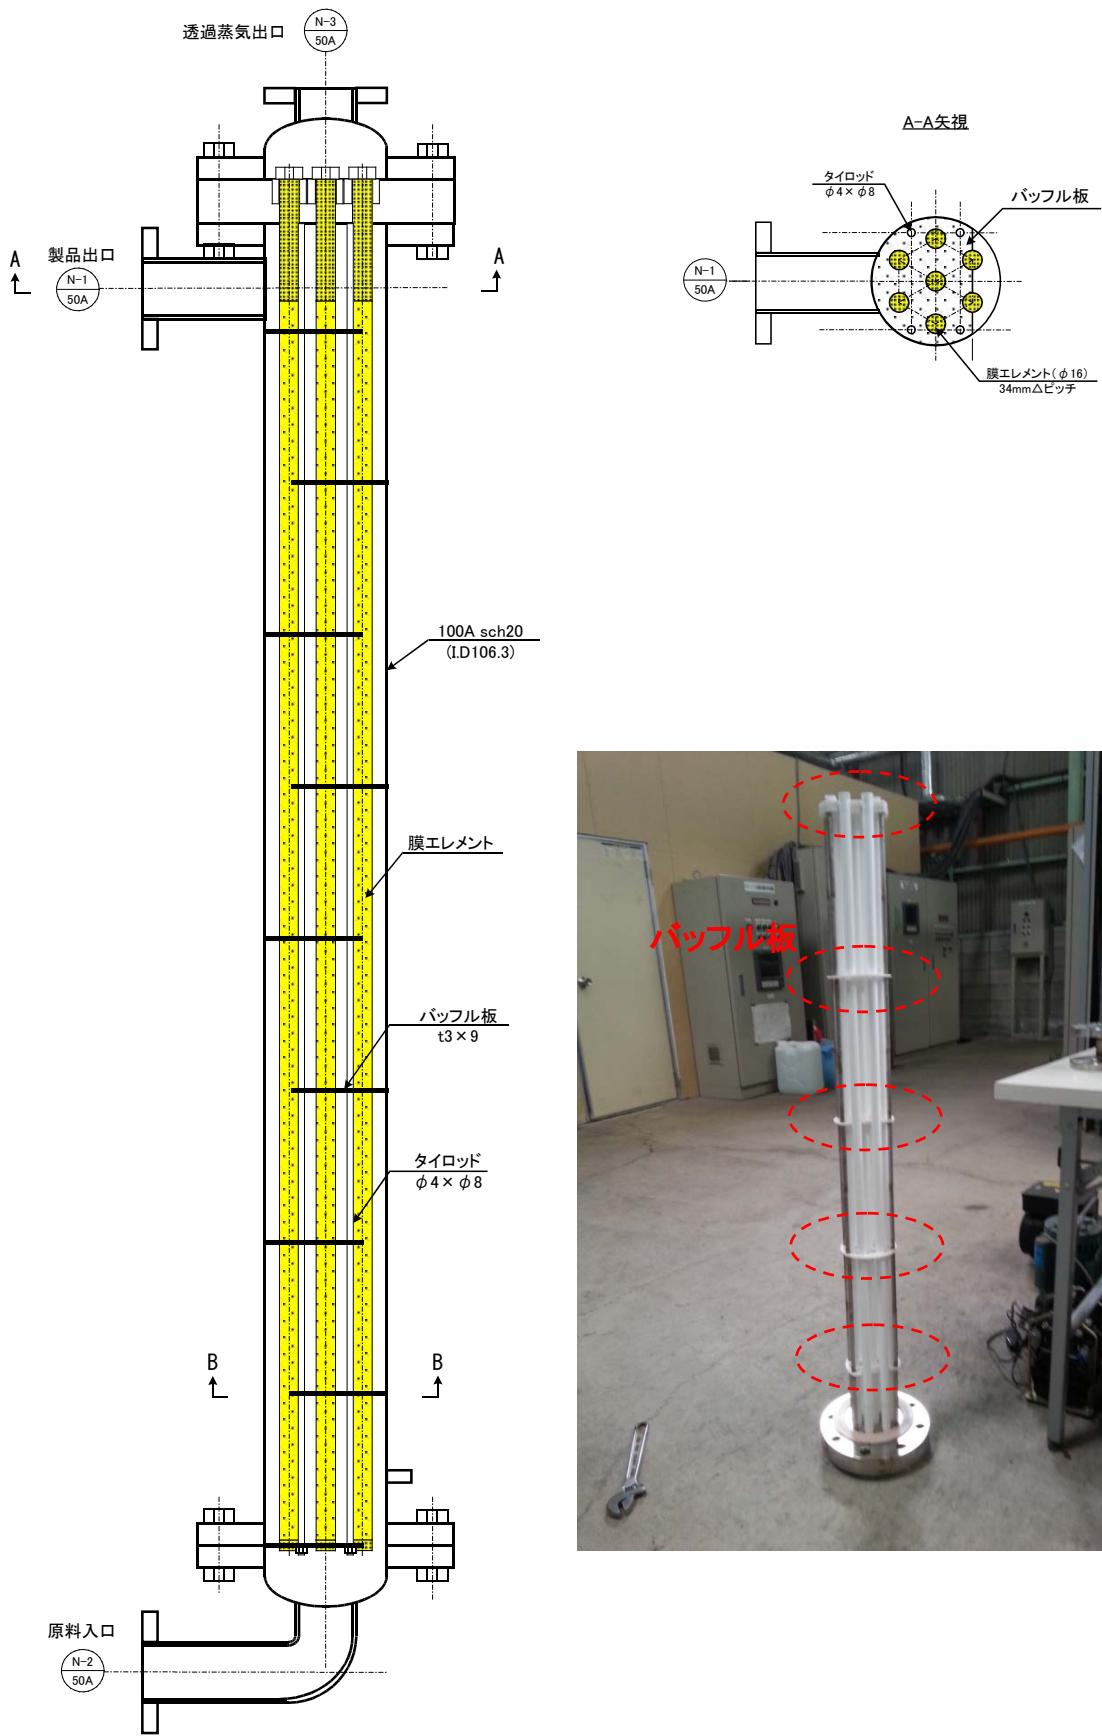 透過蒸気出口
N-3
50A
A-A矢視
タイロッド
φ4×φ8
バッフル板
N-1
50A
膜エレメント(φ16)
34mm△ピッチ
A
A
製品出口
N-1
50A
100A sch20
(I.D106.3)
膜エレメント
バッフル板
バッフル板
t3×9
タイロッド
φ4×φ8
B
B
原料入口
N-2
50A